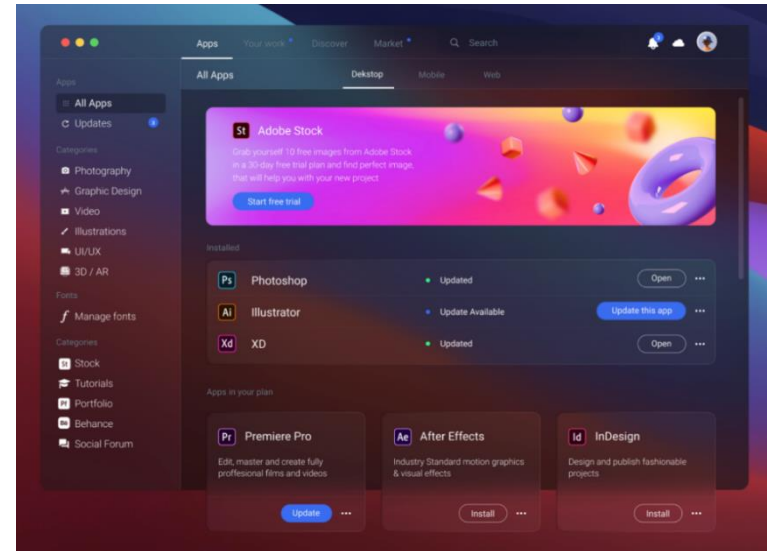 Apps
Your work
Discover
Market
Search
Apps
All Apps
Updates
Categories
Photography
Graphic Design
Video
Illustrations
UI/UX
3D / AR
Fonts
Manage fonts
Categories
St Stock
Tutorials
Pf Portfolio
Be Behance
Social Forum
All Apps
Dekstop
Mobile
Web
St Adobe Stock
Grab yourself 10 free images from Adobe Stock
in a 30-day free trial plan and find perfect image,
that will help you with your new project
Start free trial
Installed
Ps Photoshop
Updated
Open
Ai Illustrator
Update Available
Update this app
Xd XD
Updated
Open
Apps in your plan
Pr Premiere Pro
Edit, master and create fully
proffesional films and videos
Update
Ae After Effects
Industry Standard motion graphics
& visual effects
Install
Id InDesign
Design and publish fashionable
projects
Install